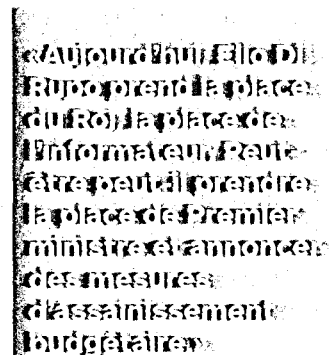 «Aujourd'hui, Elio Di
Rupo prend la place
du Roi, la place de
l'informateur. Peut-
être peut-il prendre
la place de Premier
ministre et annoncer
des mesures
d'assainissement
budgétaire.»